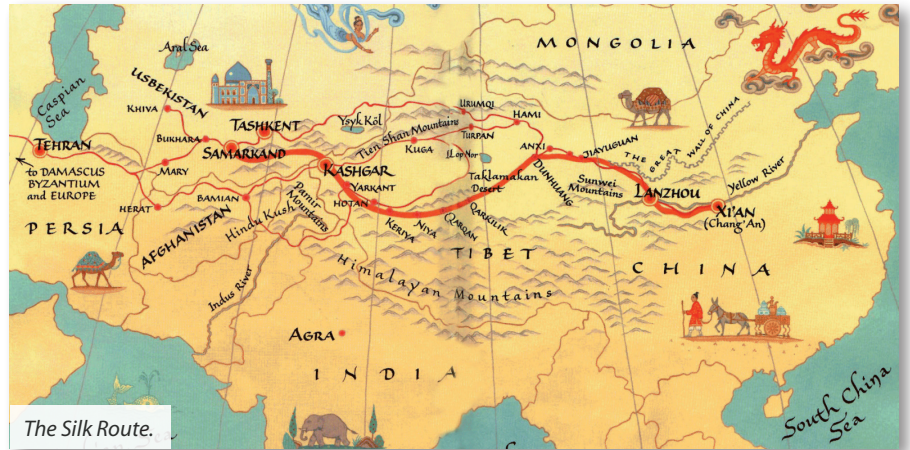 MONGOLIA
Aral Sea
Caspian
Sea
USBEKISTAN
KHIVA
URUMQI
HAMI
TASHKENT
Ysyk Köl
TURPAN
Tien Shan Mountains
BUKHARA
SAMARKAND
KUGA
Lop Nor
ANXI
JIAYUGUAN
THE GREAT WALL OF CHINA
TEHRAN
MARY
KASHGAR
Taklamakan
Desert
DUNHUANG
Sunwei
Mountains
LANZHOU
Yellow River
to DAMASCUS
BYZANTIUM
and EUROPE
YARKANT
HOTAN
Pamir
Mountains
BAMIAN
HERAT
Hindu Kush
KERIYA
NIYA
QARQAN
QARKILIK
XI'AN
(Chang'An)
PERSIA
AFGHANISTAN
TIBET
CHINA
Indus River
Himalayan Mountains
AGRA
INDIA
South China
Sea
The Silk Route.